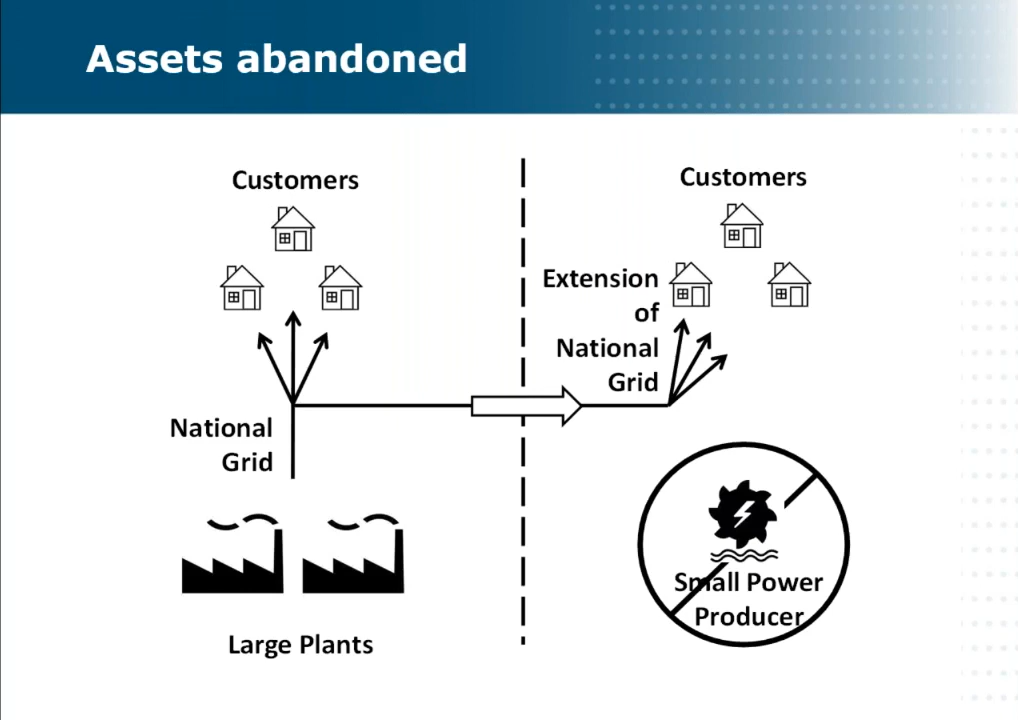 Assets abandoned
Customers
Customers
Extension
of
National
Grid
National
Grid
Small Power
Producer
Large Plants